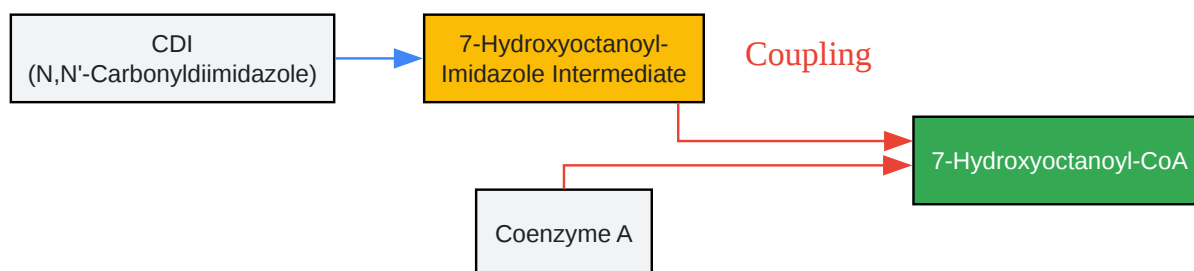 CDI
(N,N'-Carbonyldiimidazole)
7-Hydroxyoctanoyl-
Imidazole Intermediate
Coupling
7-Hydroxyoctanoyl-CoA
Coenzyme A